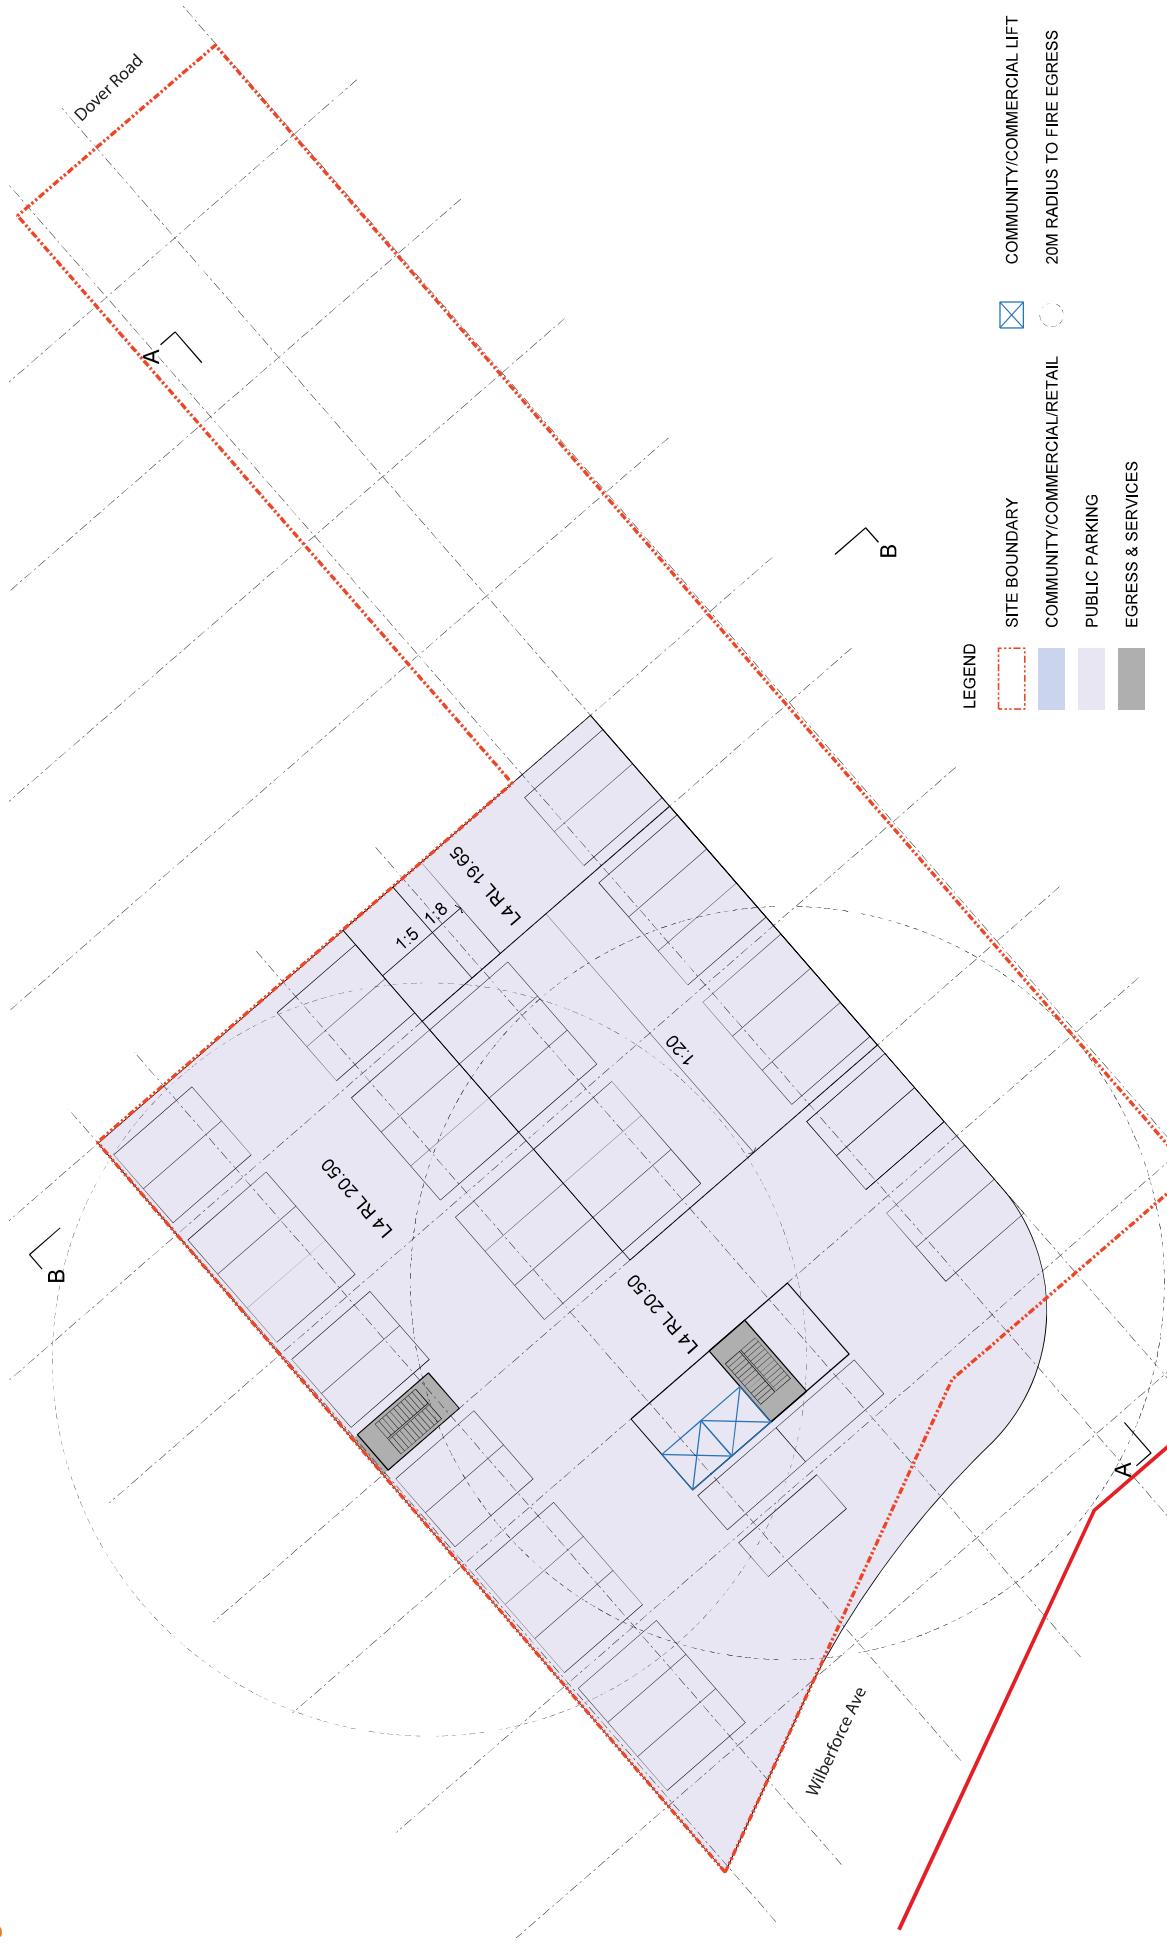 Dover Road
A
B
L4 RL 19.65
1:8
1:5
1:20
L4 RL 20.50
L4 RL 20.50
B
A
Wilberforce Ave
LEGEND
SITE BOUNDARY
COMMUNITY/COMMERCIAL/RETAIL
PUBLIC PARKING
EGRESS & SERVICES
COMMUNITY/COMMERCIAL LIFT
20M RADIUS TO FIRE EGRESS